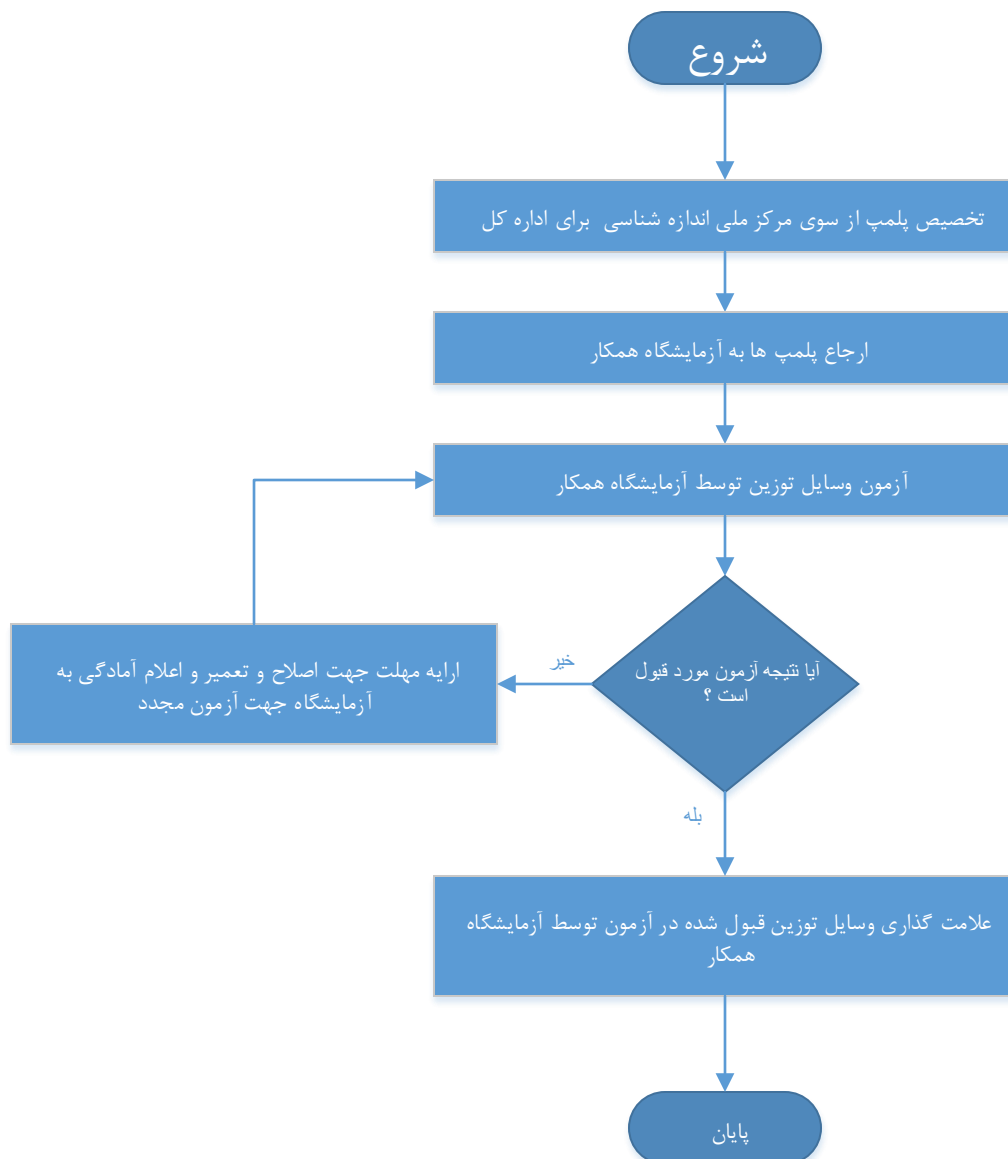 شروع
تخصیص پلمپ از سوی مرکز ملی اندازه شناسی برای اداره کل
ارجاع پلمپ ها به آزمایشگاه همکار
آزمون وسایل توزین توسط آزمایشگاه همکار
آیا نتیجه آزمون مورد قبول
است ؟
خیر
ارایه مهلت جهت اصلاح و تعمیر و اعلام آمادگی به
آزمایشگاه جهت آزمون مجدد
بله
علامت گذاری وسایل توزین قبول شده در آزمون توسط آزمایشگاه
همکار
پایان